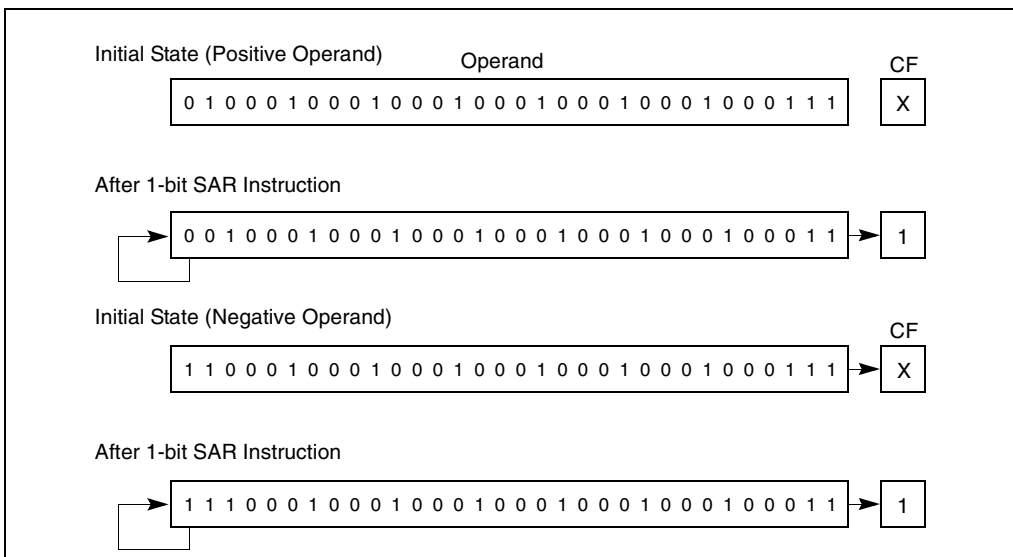 Initial State (Positive Operand) Operand CF
0 1 0 0 0 1 0 0 0 1 0 0 0 1 0 0 0 1 0 0 0 1 0 0 0 1 0 0 0 1 1 1 X
After 1-bit SAR Instruction
0 0 1 0 0 0 1 0 0 0 1 0 0 0 1 0 0 0 1 0 0 0 1 0 0 0 1 0 0 0 1 1 1
Initial State (Negative Operand) CF
1 1 0 0 0 1 0 0 0 1 0 0 0 1 0 0 0 1 0 0 0 1 0 0 0 1 0 0 0 1 1 1 X
After 1-bit SAR Instruction
1 1 1 0 0 0 1 0 0 0 1 0 0 0 1 0 0 0 1 0 0 0 1 0 0 0 1 0 0 0 1 1 1